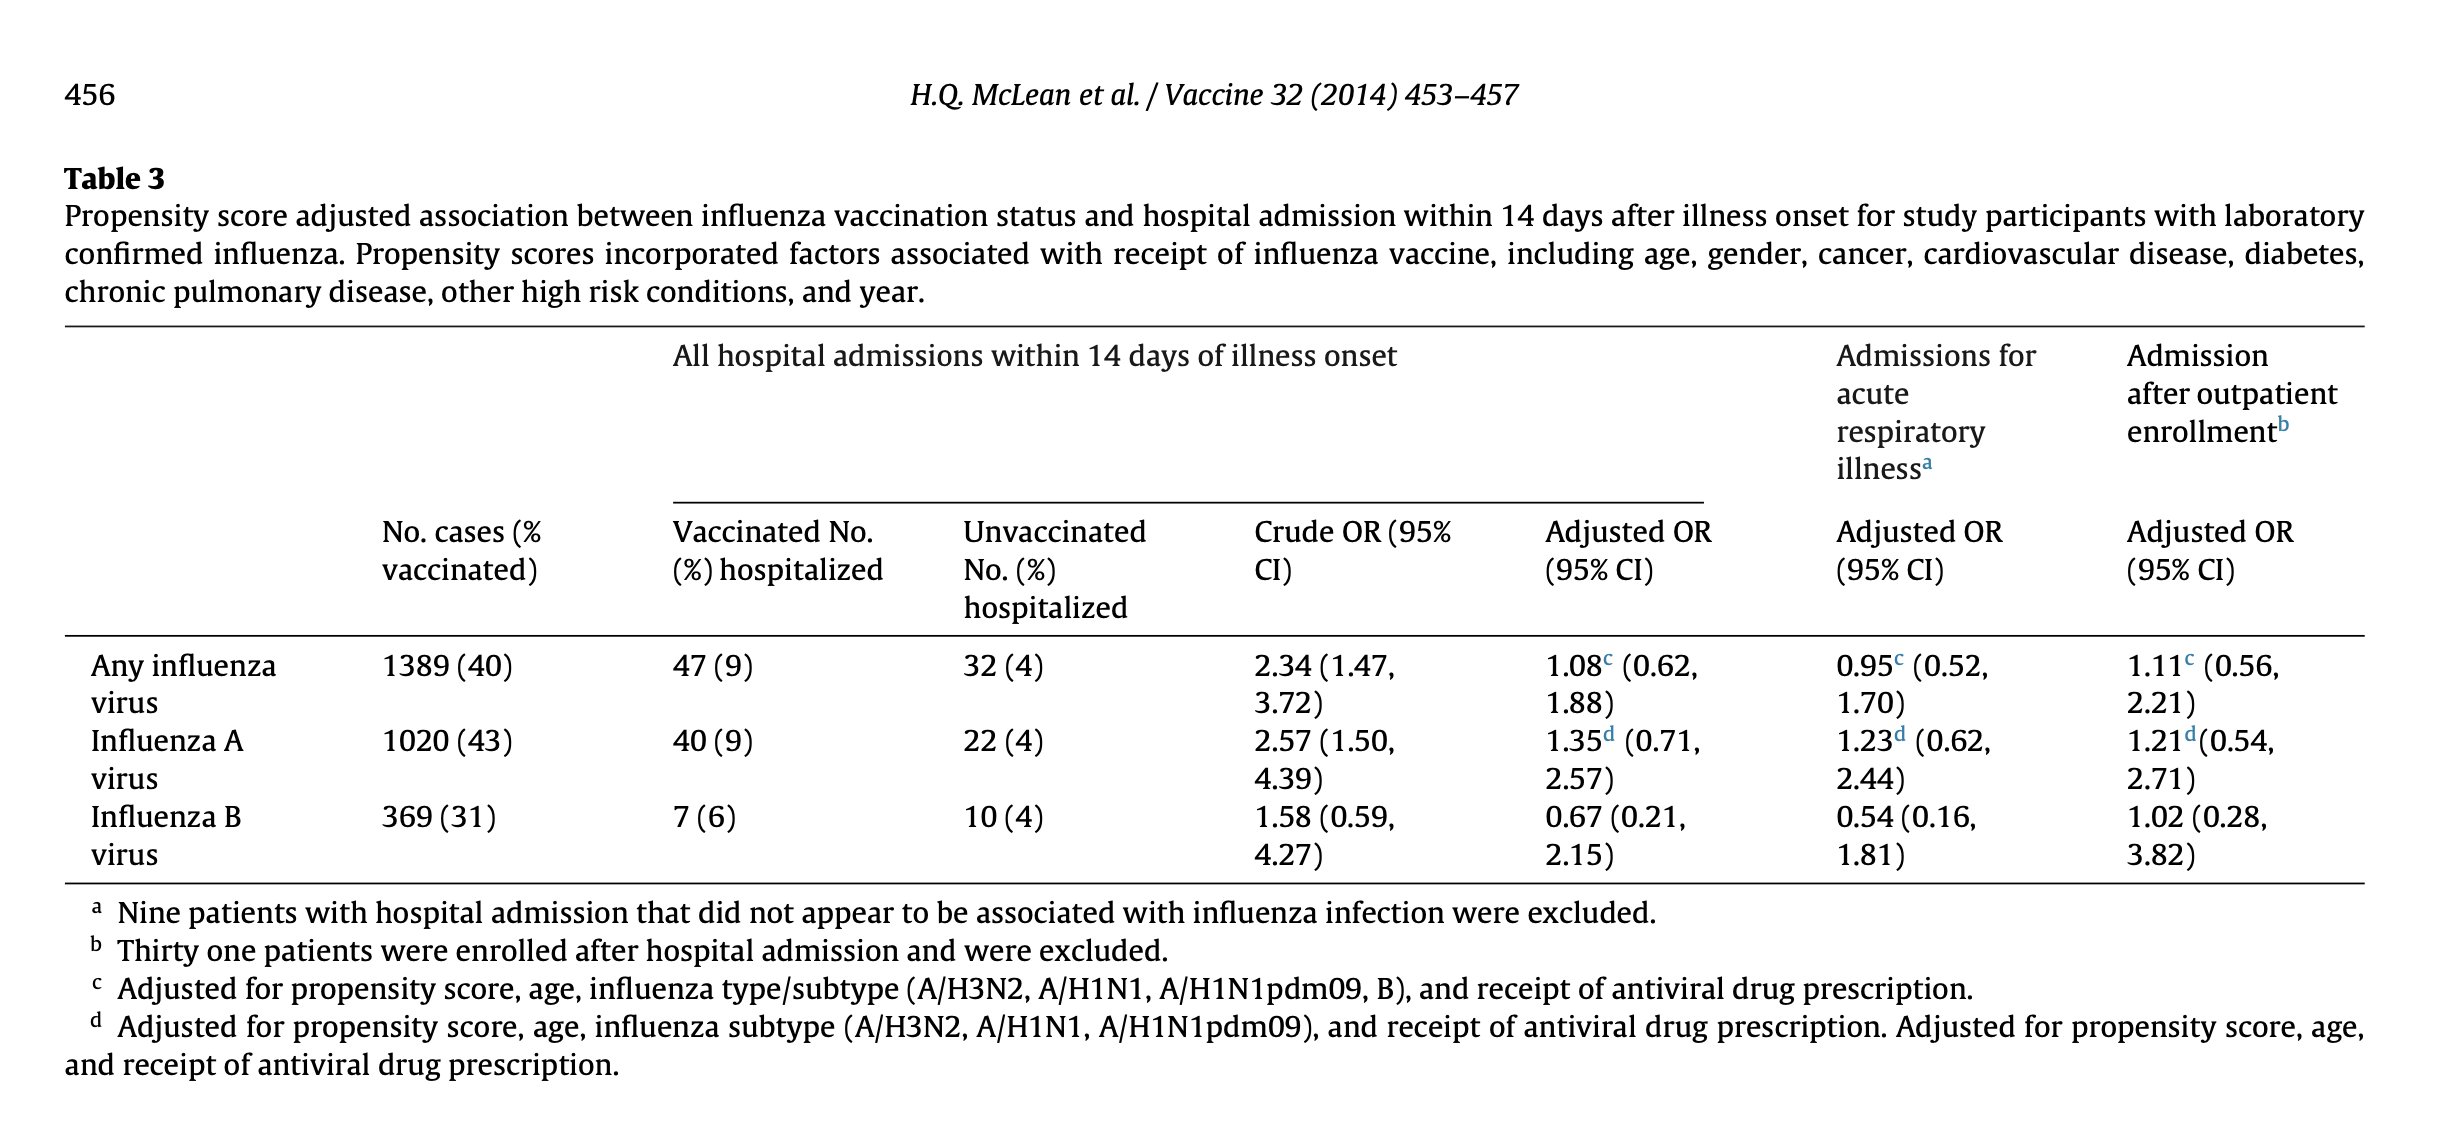 456
H.Q. McLean et al. / Vaccine 32 (2014) 453–457
Table 3
Propensity score adjusted association between influenza vaccination status and hospital admission within 14 days after illness onset for study participants with laboratory
confirmed influenza. Propensity scores incorporated factors associated with receipt of influenza vaccine, including age, gender, cancer, cardiovascular disease, diabetes,
chronic pulmonary disease, other high risk conditions, and year.
All hospital admissions within 14 days of illness onset
Admissions for
acute
respiratory
illnessa
Admission
after outpatient
enrollmentb
No. cases (%
vaccinated)
Vaccinated No.
(%) hospitalized
Unvaccinated
No. (%)
hospitalized
Crude OR (95%
CI)
Adjusted OR
(95% CI)
Adjusted OR
(95% CI)
Adjusted OR
(95% CI)
Any influenza
virus
1389 (40)
47 (9)
32 (4)
2.34 (1.47,
3.72)
1.08c (0.62,
1.88)
0.95c (0.52,
1.70)
1.11c (0.56,
2.21)
Influenza A
virus
1020 (43)
40 (9)
22 (4)
2.57 (1.50,
4.39)
1.35d (0.71,
2.57)
1.23d (0.62,
2.44)
1.21d(0.54,
2.71)
Influenza B
virus
369 (31)
7 (6)
10 (4)
1.58 (0.59,
4.27)
0.67 (0.21,
2.15)
0.54 (0.16,
1.81)
1.02 (0.28,
3.82)
a Nine patients with hospital admission that did not appear to be associated with influenza infection were excluded.
b Thirty one patients were enrolled after hospital admission and were excluded.
c Adjusted for propensity score, age, influenza type/subtype (A/H3N2, A/H1N1, A/H1N1pdm09, B), and receipt of antiviral drug prescription.
d Adjusted for propensity score, age, influenza subtype (A/H3N2, A/H1N1, A/H1N1pdm09), and receipt of antiviral drug prescription. Adjusted for propensity score, age,
and receipt of antiviral drug prescription.